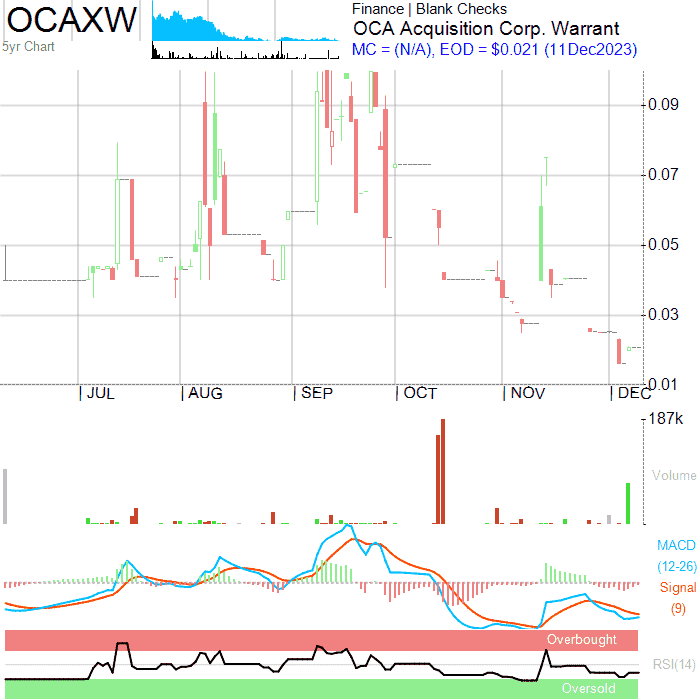 OCAXW
5yr Chart
Finance | Blank Checks
OCA Acquisition Corp. Warrant
MC = (N/A), EOD = $0.021 (11Dec2023)
0.09
0.07
0.05
0.03
0.01
| JUL | AUG | SEP | OCT | NOV | DEC
187k
Volume
MACD
(12-26)
Signal
(9)
Overbought
RSI(14)
Oversold